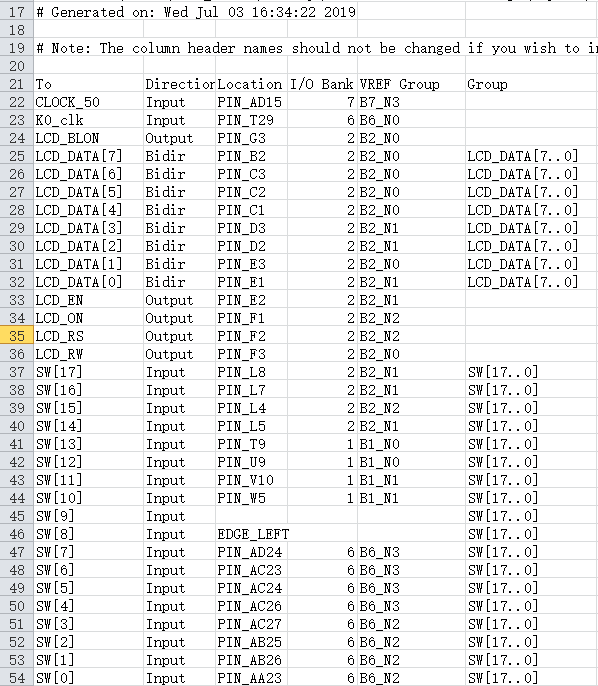 17 # Generated on: Wed Jul 03 16:34:22 2019
18
19 # Note: The column header names should not be changed if you wish to
20
21 To Direction Location I/O Bank VREF Group Group
22 CLOCK_50 Input PIN_AD15 7 B7_N3
23 K0_clk Input PIN_T29 6 B6_N0
24 LCD_BLON Output PIN_G3 2 B2_N0
25 LCD_DATA[7] Bidir PIN_B2 2 B2_N0 LCD_DATA[7..0]
26 LCD_DATA[6] Bidir PIN_C3 2 B2_N0 LCD_DATA[7..0]
27 LCD_DATA[5] Bidir PIN_C2 2 B2_N0 LCD_DATA[7..0]
28 LCD_DATA[4] Bidir PIN_C1 2 B2_N0 LCD_DATA[7..0]
29 LCD_DATA[3] Bidir PIN_D3 2 B2_N1 LCD_DATA[7..0]
30 LCD_DATA[2] Bidir PIN_D2 2 B2_N1 LCD_DATA[7..0]
31 LCD_DATA[1] Bidir PIN_E3 2 B2_N0 LCD_DATA[7..0]
32 LCD_DATA[0] Bidir PIN_E1 2 B2_N1 LCD_DATA[7..0]
33 LCD_EN Output PIN_E2 2 B2_N1
34 LCD_ON Output PIN_F1 2 B2_N2
35 LCD_RS Output PIN_F2 2 B2_N2
36 LCD_RW Output PIN_F3 2 B2_N0
37 SW[17] Input PIN_L8 2 B2_N1 SW[17..0]
38 SW[16] Input PIN_L7 2 B2_N1 SW[17..0]
39 SW[15] Input PIN_L4 2 B2_N2 SW[17..0]
40 SW[14] Input PIN_L5 2 B2_N1 SW[17..0]
41 SW[13] Input PIN_T9 1 B1_N0 SW[17..0]
42 SW[12] Input PIN_U9 1 B1_N0 SW[17..0]
43 SW[11] Input PIN_V10 1 B1_N1 SW[17..0]
44 SW[10] Input PIN_W5 1 B1_N1 SW[17..0]
45 SW[9] Input SW[17..0]
46 SW[8] Input EDGE_LEFT SW[17..0]
47 SW[7] Input PIN_AD24 6 B6_N3 SW[17..0]
48 SW[6] Input PIN_AC23 6 B6_N3 SW[17..0]
49 SW[5] Input PIN_AC24 6 B6_N3 SW[17..0]
50 SW[4] Input PIN_AC26 6 B6_N3 SW[17..0]
51 SW[3] Input PIN_AC27 6 B6_N2 SW[17..0]
52 SW[2] Input PIN_AB25 6 B6_N2 SW[17..0]
53 SW[1] Input PIN_AB26 6 B6_N2 SW[17..0]
54 SW[0] Input PIN_AA23 6 B6_N2 SW[17..0]